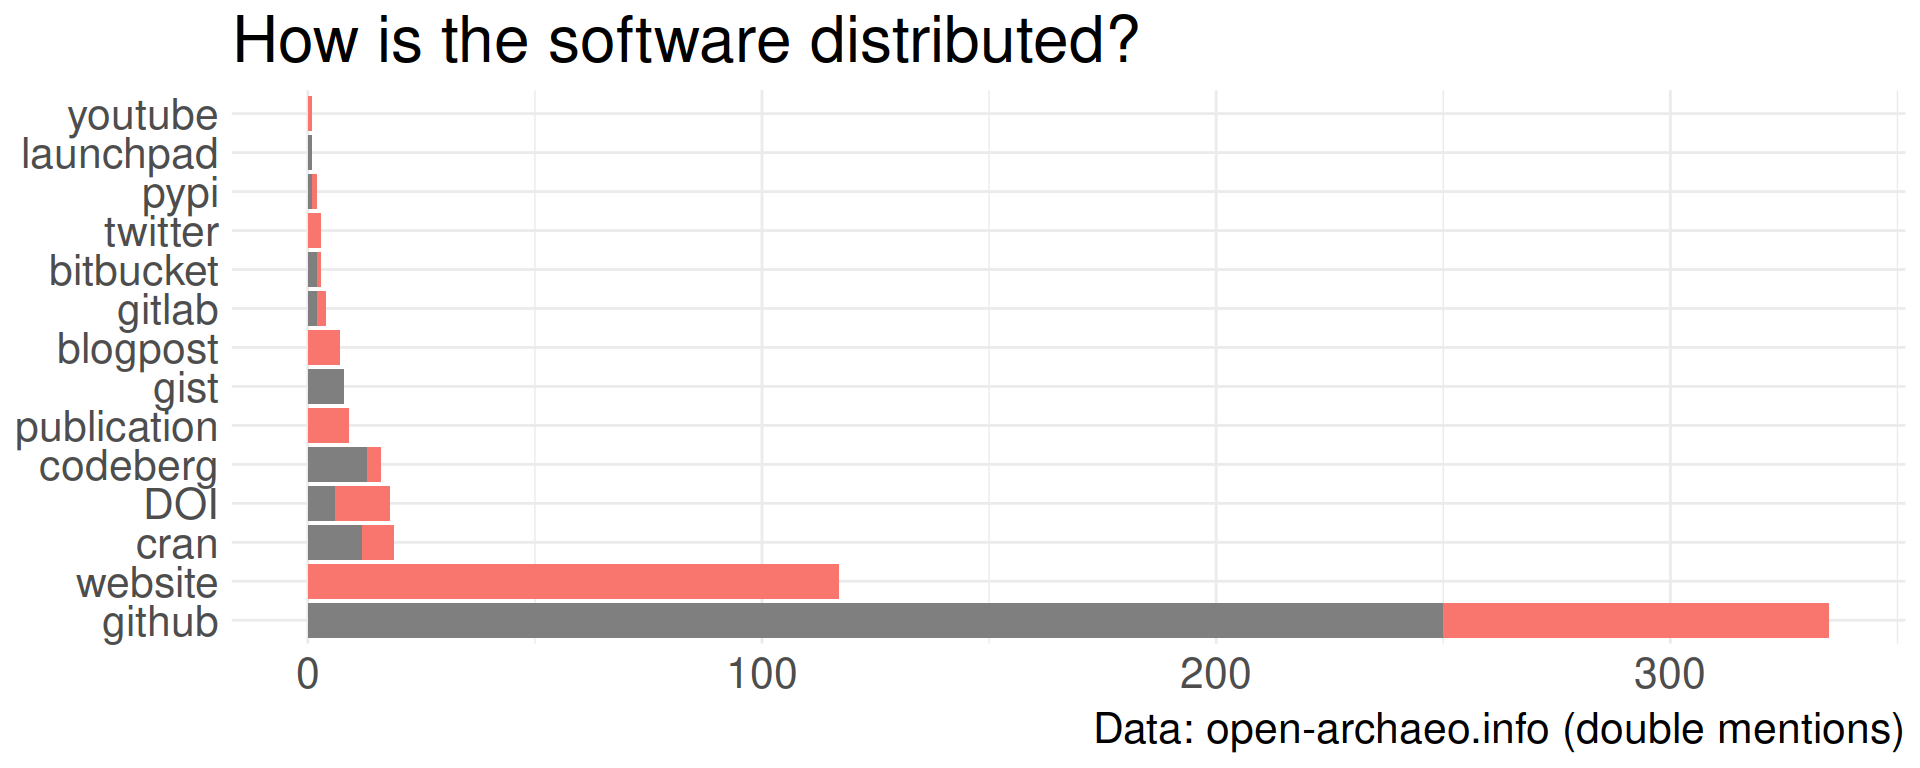 How is the software distributed?
youtube
launchpad
pypi
twitter
bitbucket
gitlab
blogpost
gist
publication
codeberg
DOI
cran
website
github
0 100 200 300
Data: open-archaeo.info (double mentions)